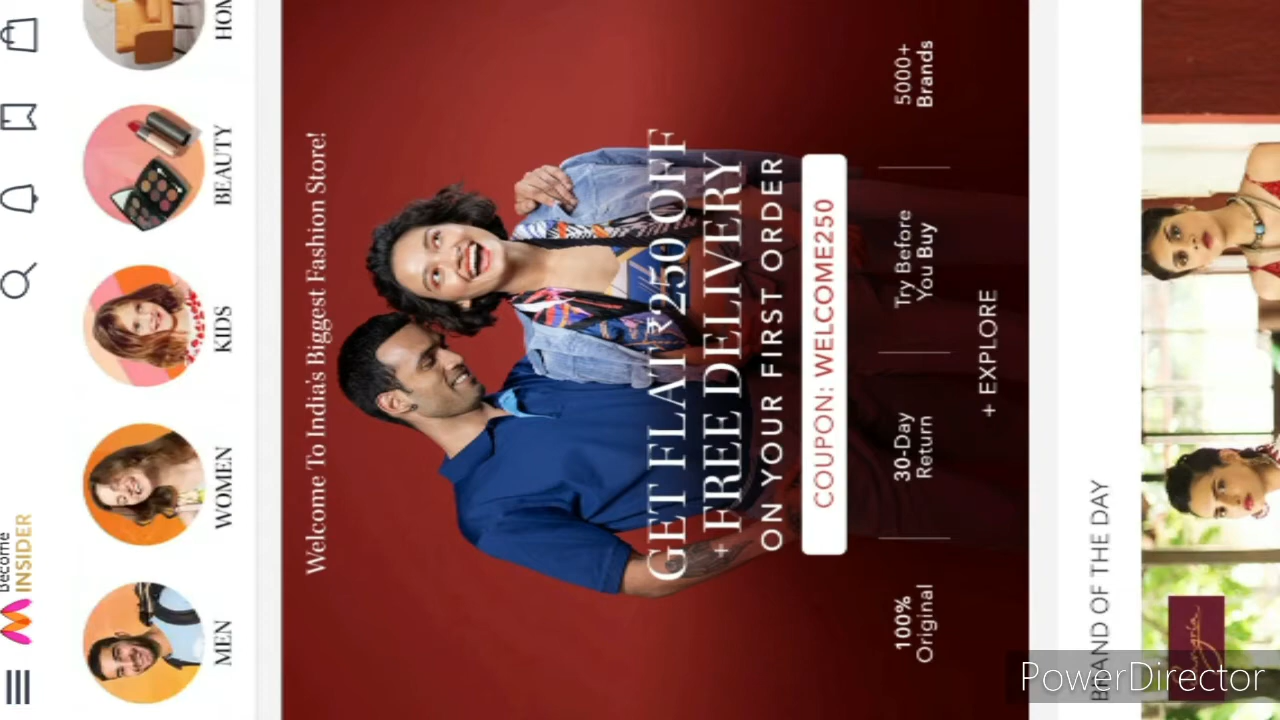 Become
INSIDER
MEN
WOMEN
KIDS
BEAUTY
Welcome To India's Biggest Fashion Store!
GET FLAT ₹250 OFF
+ FREE DELIVERY
ON YOUR FIRST ORDER
COUPON: WELCOME250
100%
Original
30-Day
Return
Try Before
You Buy
5000+
Brands
+ EXPLORE
BRAND OF THE DAY
PowerDirector